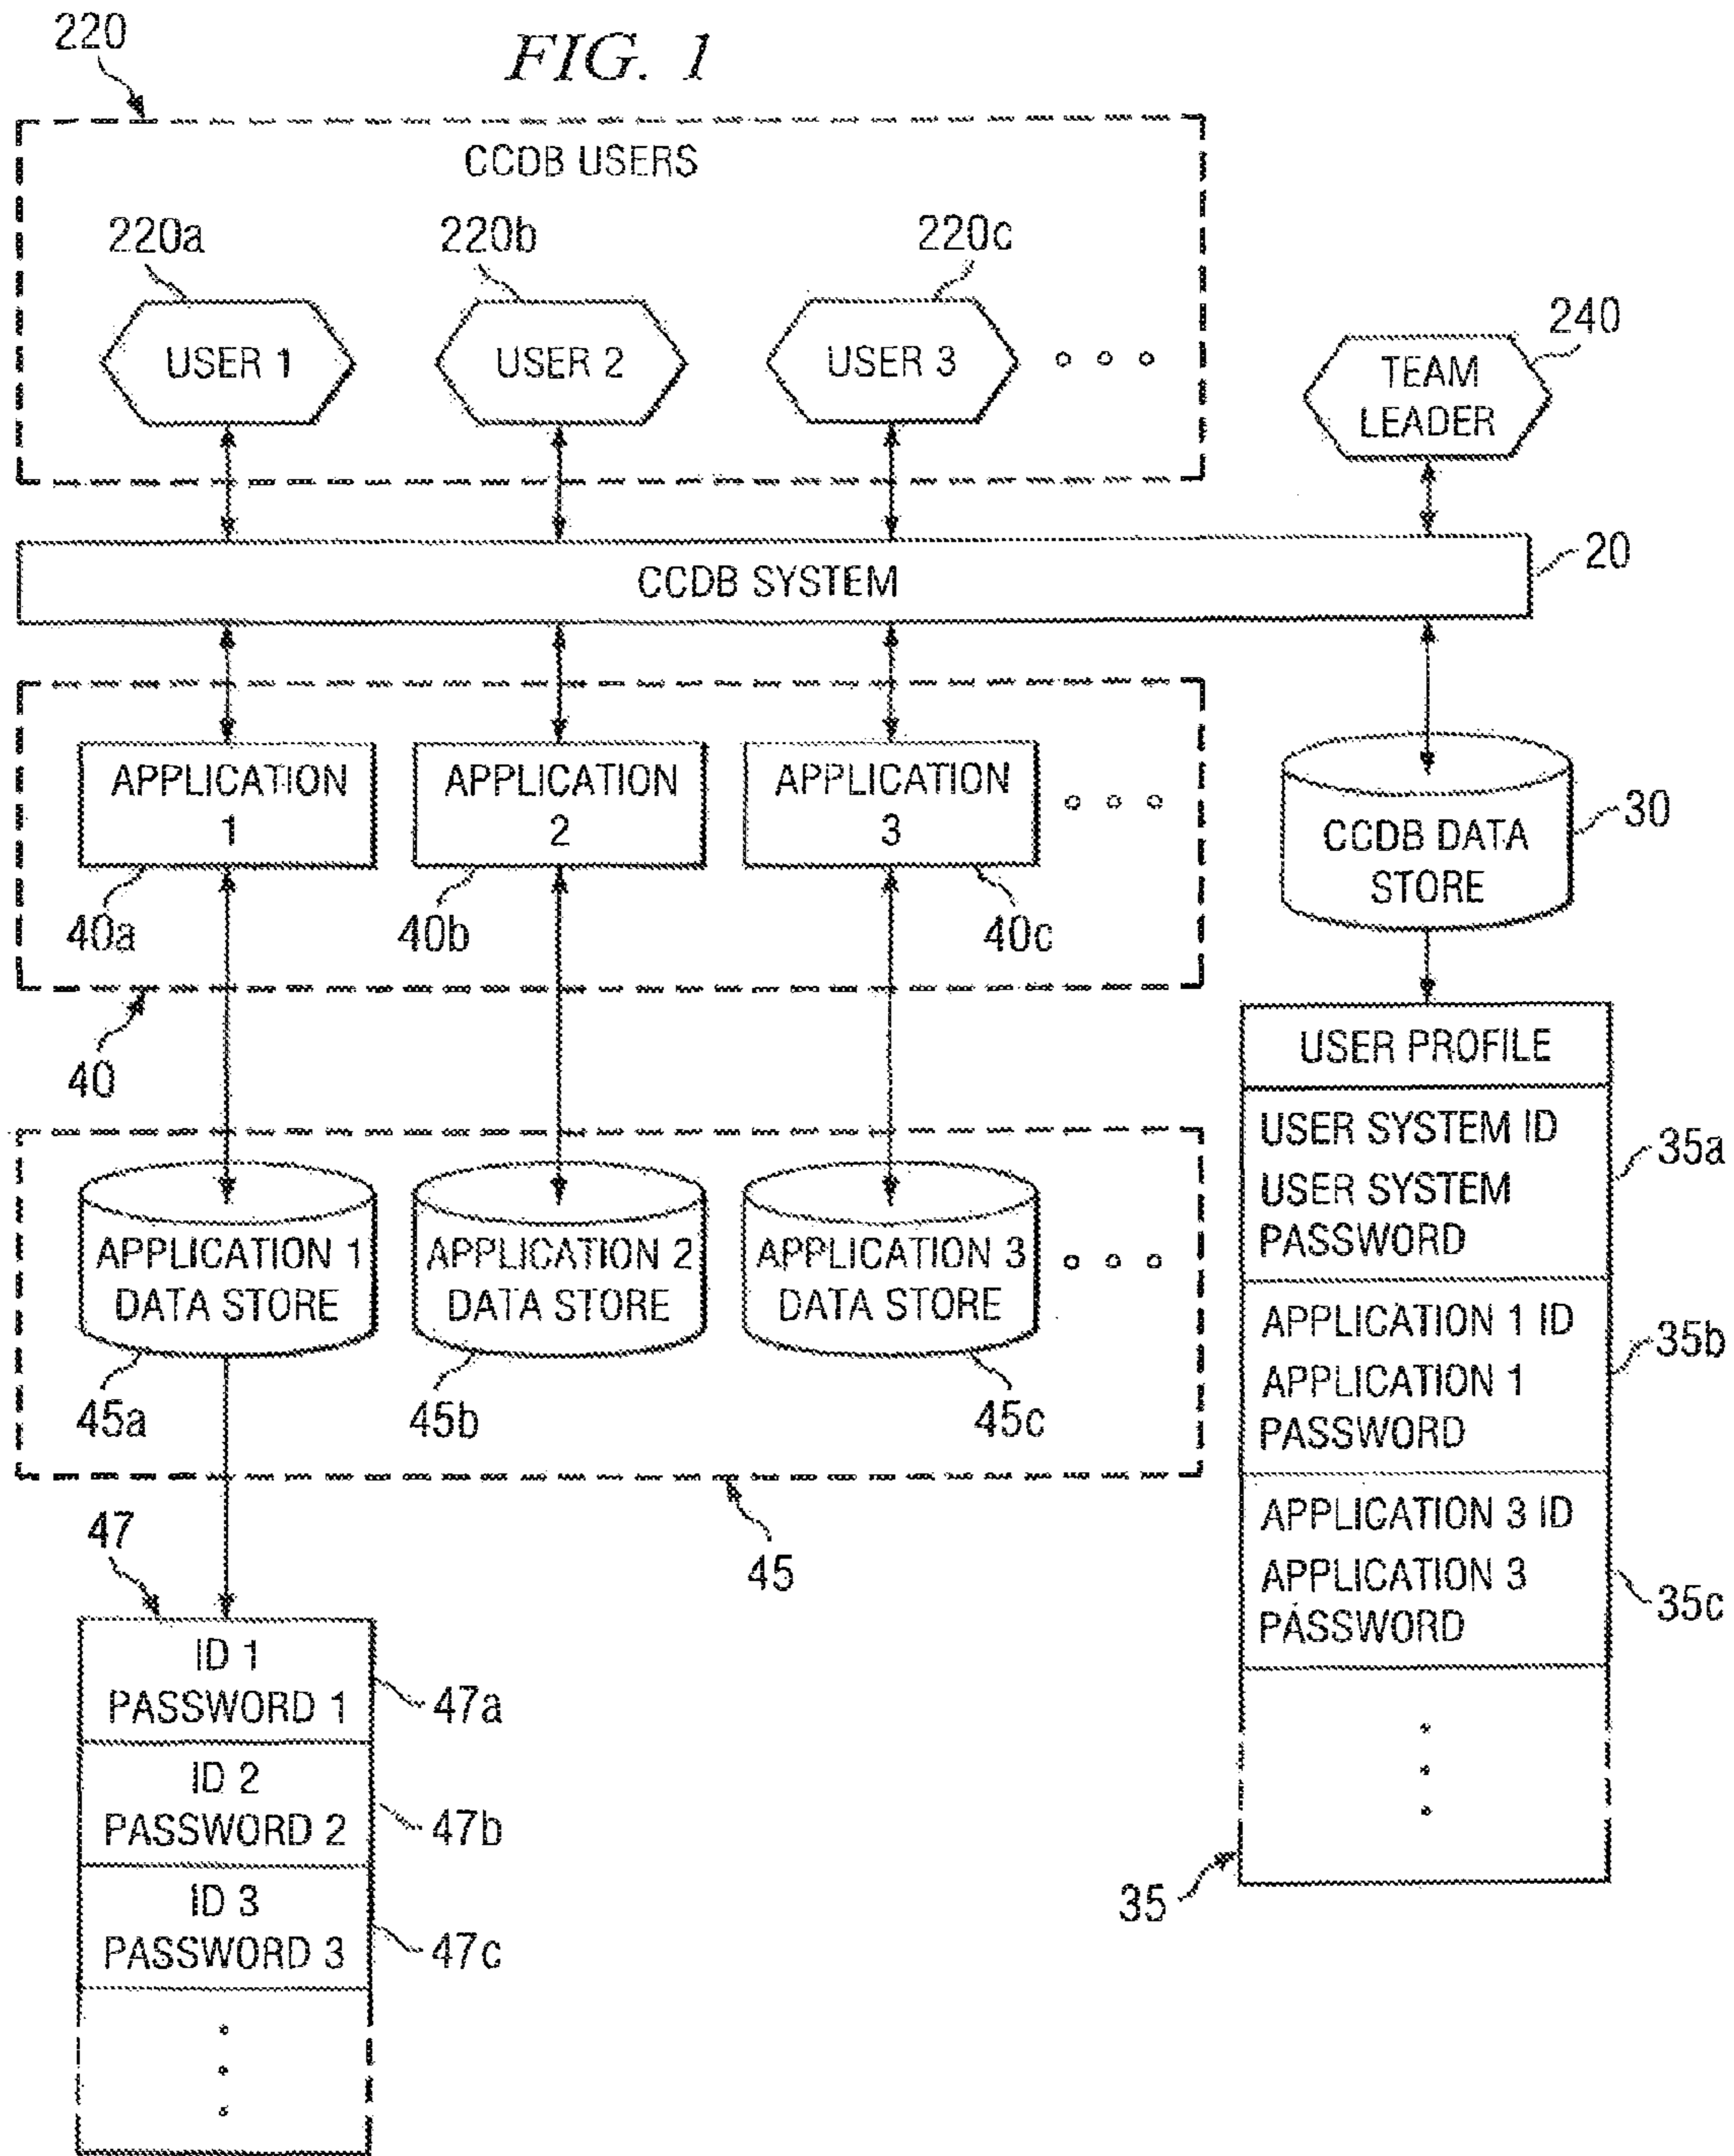 FIG. 1
220
CCDB USERS
220a
220b
220c
USER 1
USER 2
USER 3
240
TEAM
LEADER
CCDB SYSTEM
20
APPLICATION
1
APPLICATION
2
APPLICATION
3
40a
40b
40c
40
CCDB DATA
STORE
30
APPLICATION 1
DATA STORE
APPLICATION 2
DATA STORE
APPLICATION 3
DATA STORE
45a
45b
45c
45
USER PROFILE
USER SYSTEM ID
USER SYSTEM
PASSWORD
35a
APPLICATION 1 ID
APPLICATION 1
PASSWORD
35b
APPLICATION 3 ID
APPLICATION 3
PASSWORD
35c
35
47
ID 1
PASSWORD 1
47a
ID 2
PASSWORD 2
47b
ID 3
PASSWORD 3
47c